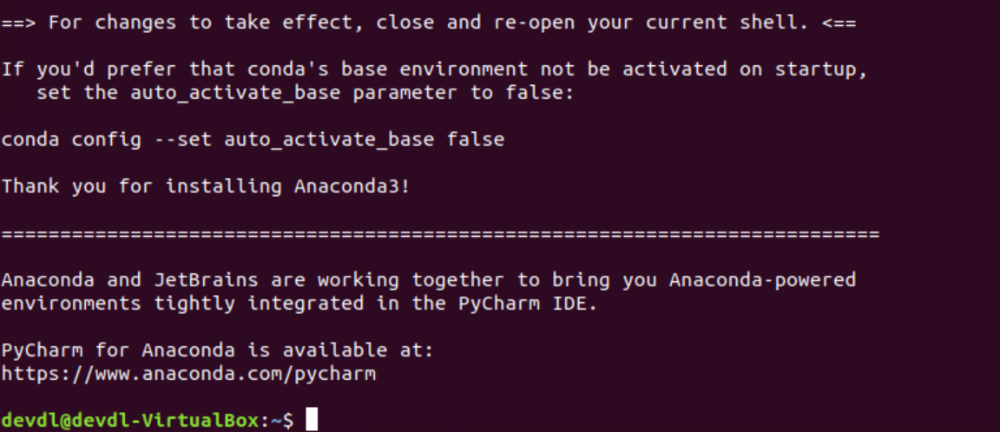 ==> For changes to take effect, close and re-open your current shell. <==
If you'd prefer that conda's base environment not be activated on startup,
set the auto_activate_base parameter to false:
conda config --set auto_activate_base false
Thank you for installing Anaconda3!
===========================================================================
Anaconda and JetBrains are working together to bring you Anaconda-powered
environments tightly integrated in the PyCharm IDE.
PyCharm for Anaconda is available at:
https://www.anaconda.com/pycharm
devdl@devdl-VirtualBox:~$